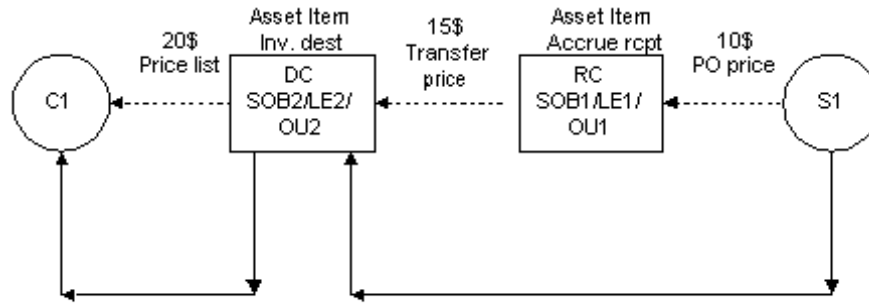 Asset Item
Inv. dest
Asset Item
Accrue rcpt
20$
Price list
15$
Transfer
price
10$
PO price
C1
DC
SOB2/LE2/
OU2
RC
SOB1/LE1/
OU1
S1